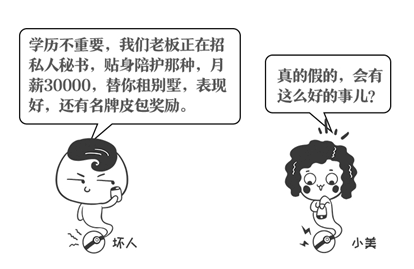 学历不重要，我们老板正在招
私人秘书，贴身陪护那种，月
薪30000，替你租别墅，表现
好，还有名牌皮包奖励。
真的假的，会有
这么好的事儿？
坏人
小美